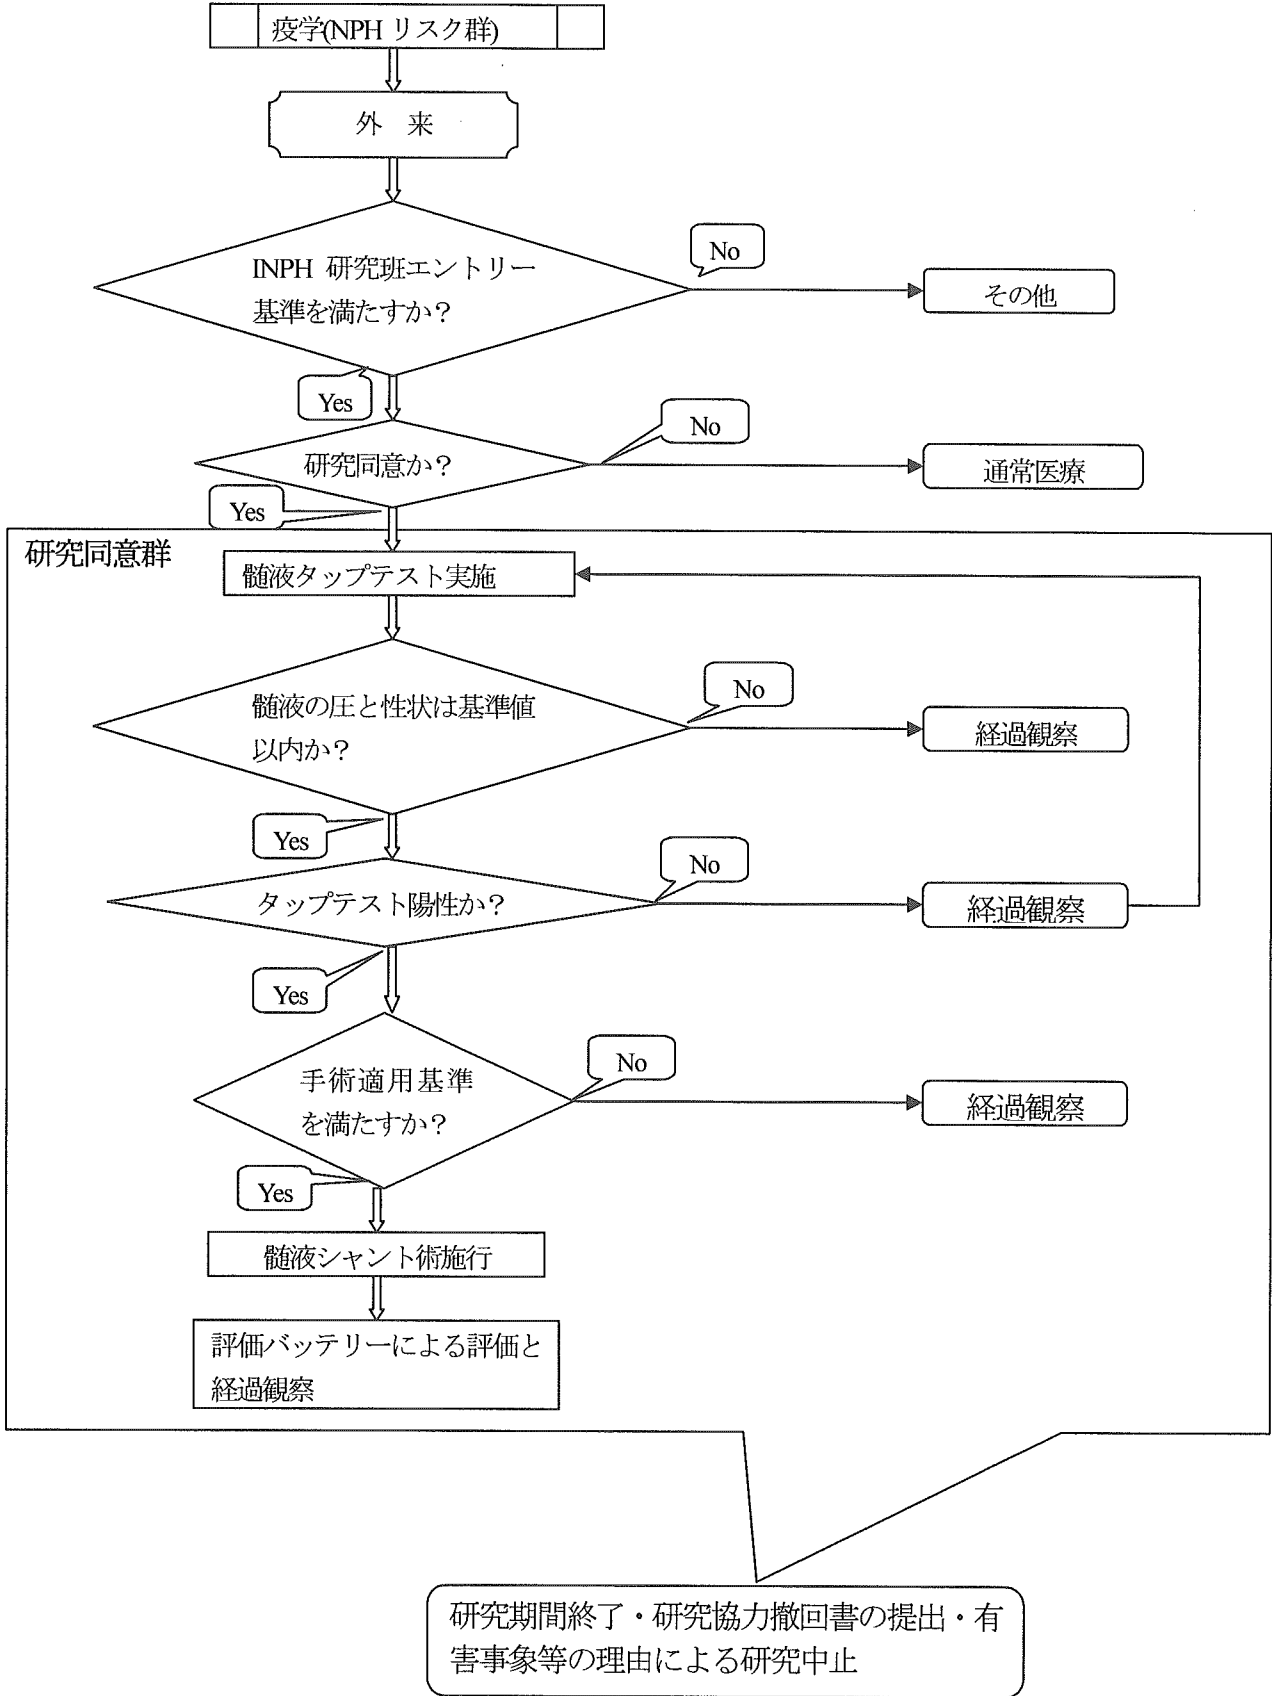 疫学(NPH リスク群)
外 来
INPH 研究班エントリー
基準を満たすか？
No
その他
Yes
研究同意か？
No
通常医療
Yes
研究同意群
髄液タップテスト実施
髄液の圧と性状は基準値
以内か？
No
経過観察
Yes
タップテスト陽性か？
No
経過観察
Yes
手術適用基準
を満たすか？
No
経過観察
Yes
髄液シャント術施行
評価バッテリーによる評価と
経過観察
研究期間終了・研究協力撤回書の提出・有
害事象等の理由による研究中止